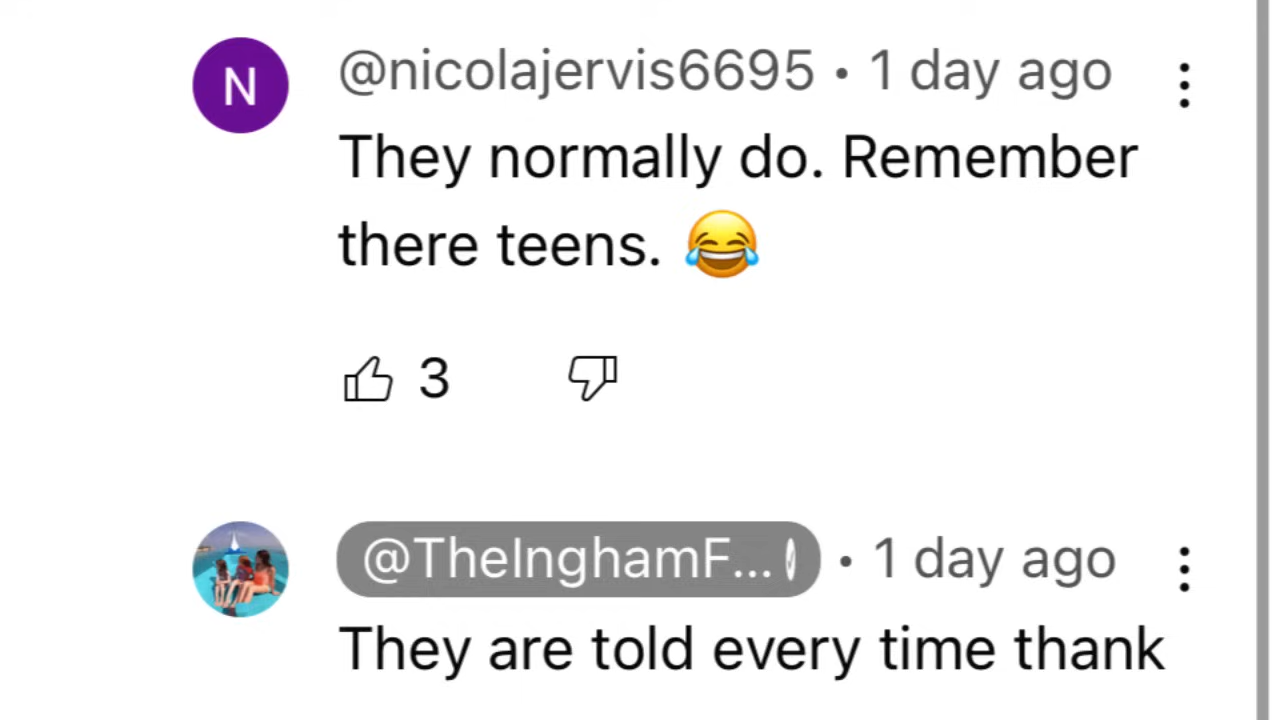 N
@nicolajervis6695 • 1 day ago
They normally do. Remember
there teens. 😂
3
@TheInghamF... • 1 day ago
They are told every time thank